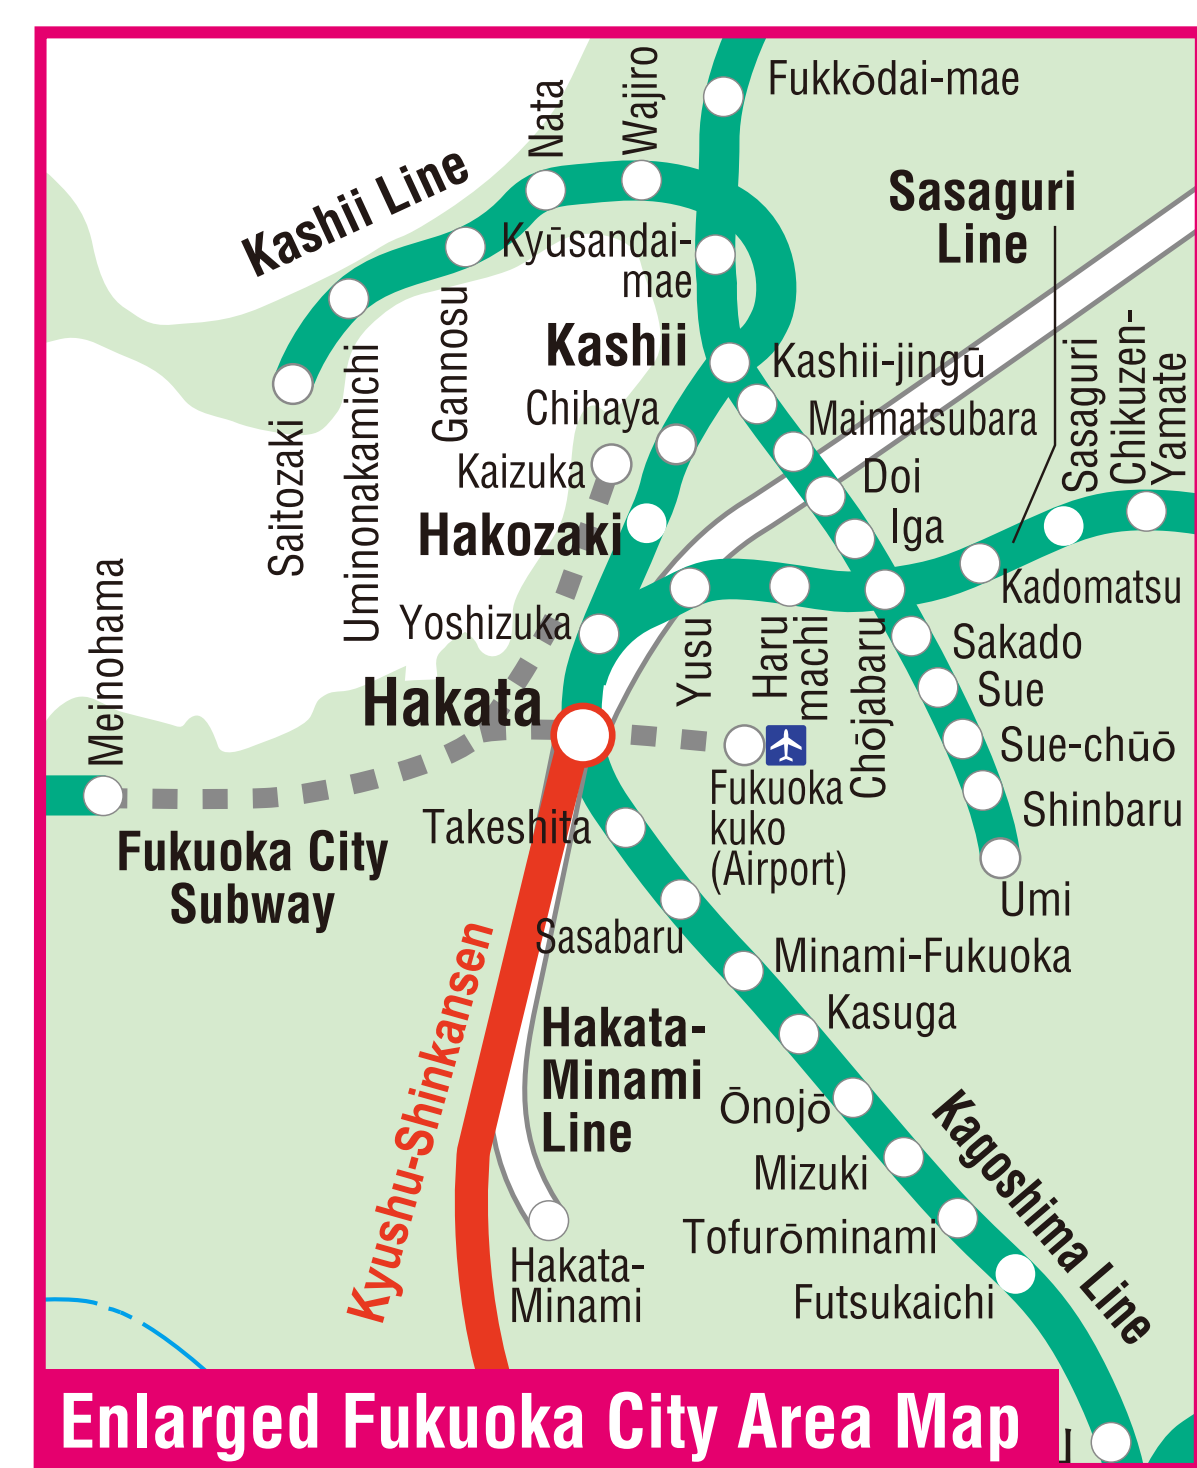 Fukkōdai-mae
Nata
Wajiro
Kashii Line
Sasaguri
Line
Kyūsandai-
mae
Kashii
Kashii-jingū
Gannosu
Uminonakamichi
Saitozaki
Chihaya
Maimatsubara
Sasaguri
Chikuzen-
Yamate
Kaizuka
Doi
Hakozaki
Iga
Kadomatsu
Meinohama
Yoshizuka
Yusu
Haru
machi
Chōjabaru
Sakado
Sue
Hakata
Sue-chūō
Fukuoka
kuko
(Airport)
Shinbaru
Takeshita
Fukuoka City
Subway
Umi
Sasabaru
Minami-Fukuoka
Kyushu-Shinkansen
Hakata-
Minami
Line
Kasuga
Ōnojō
Kagoshima Line
Mizuki
Tofurōminami
Hakata-
Minami
Futsukaichi
Enlarged Fukuoka City Area Map